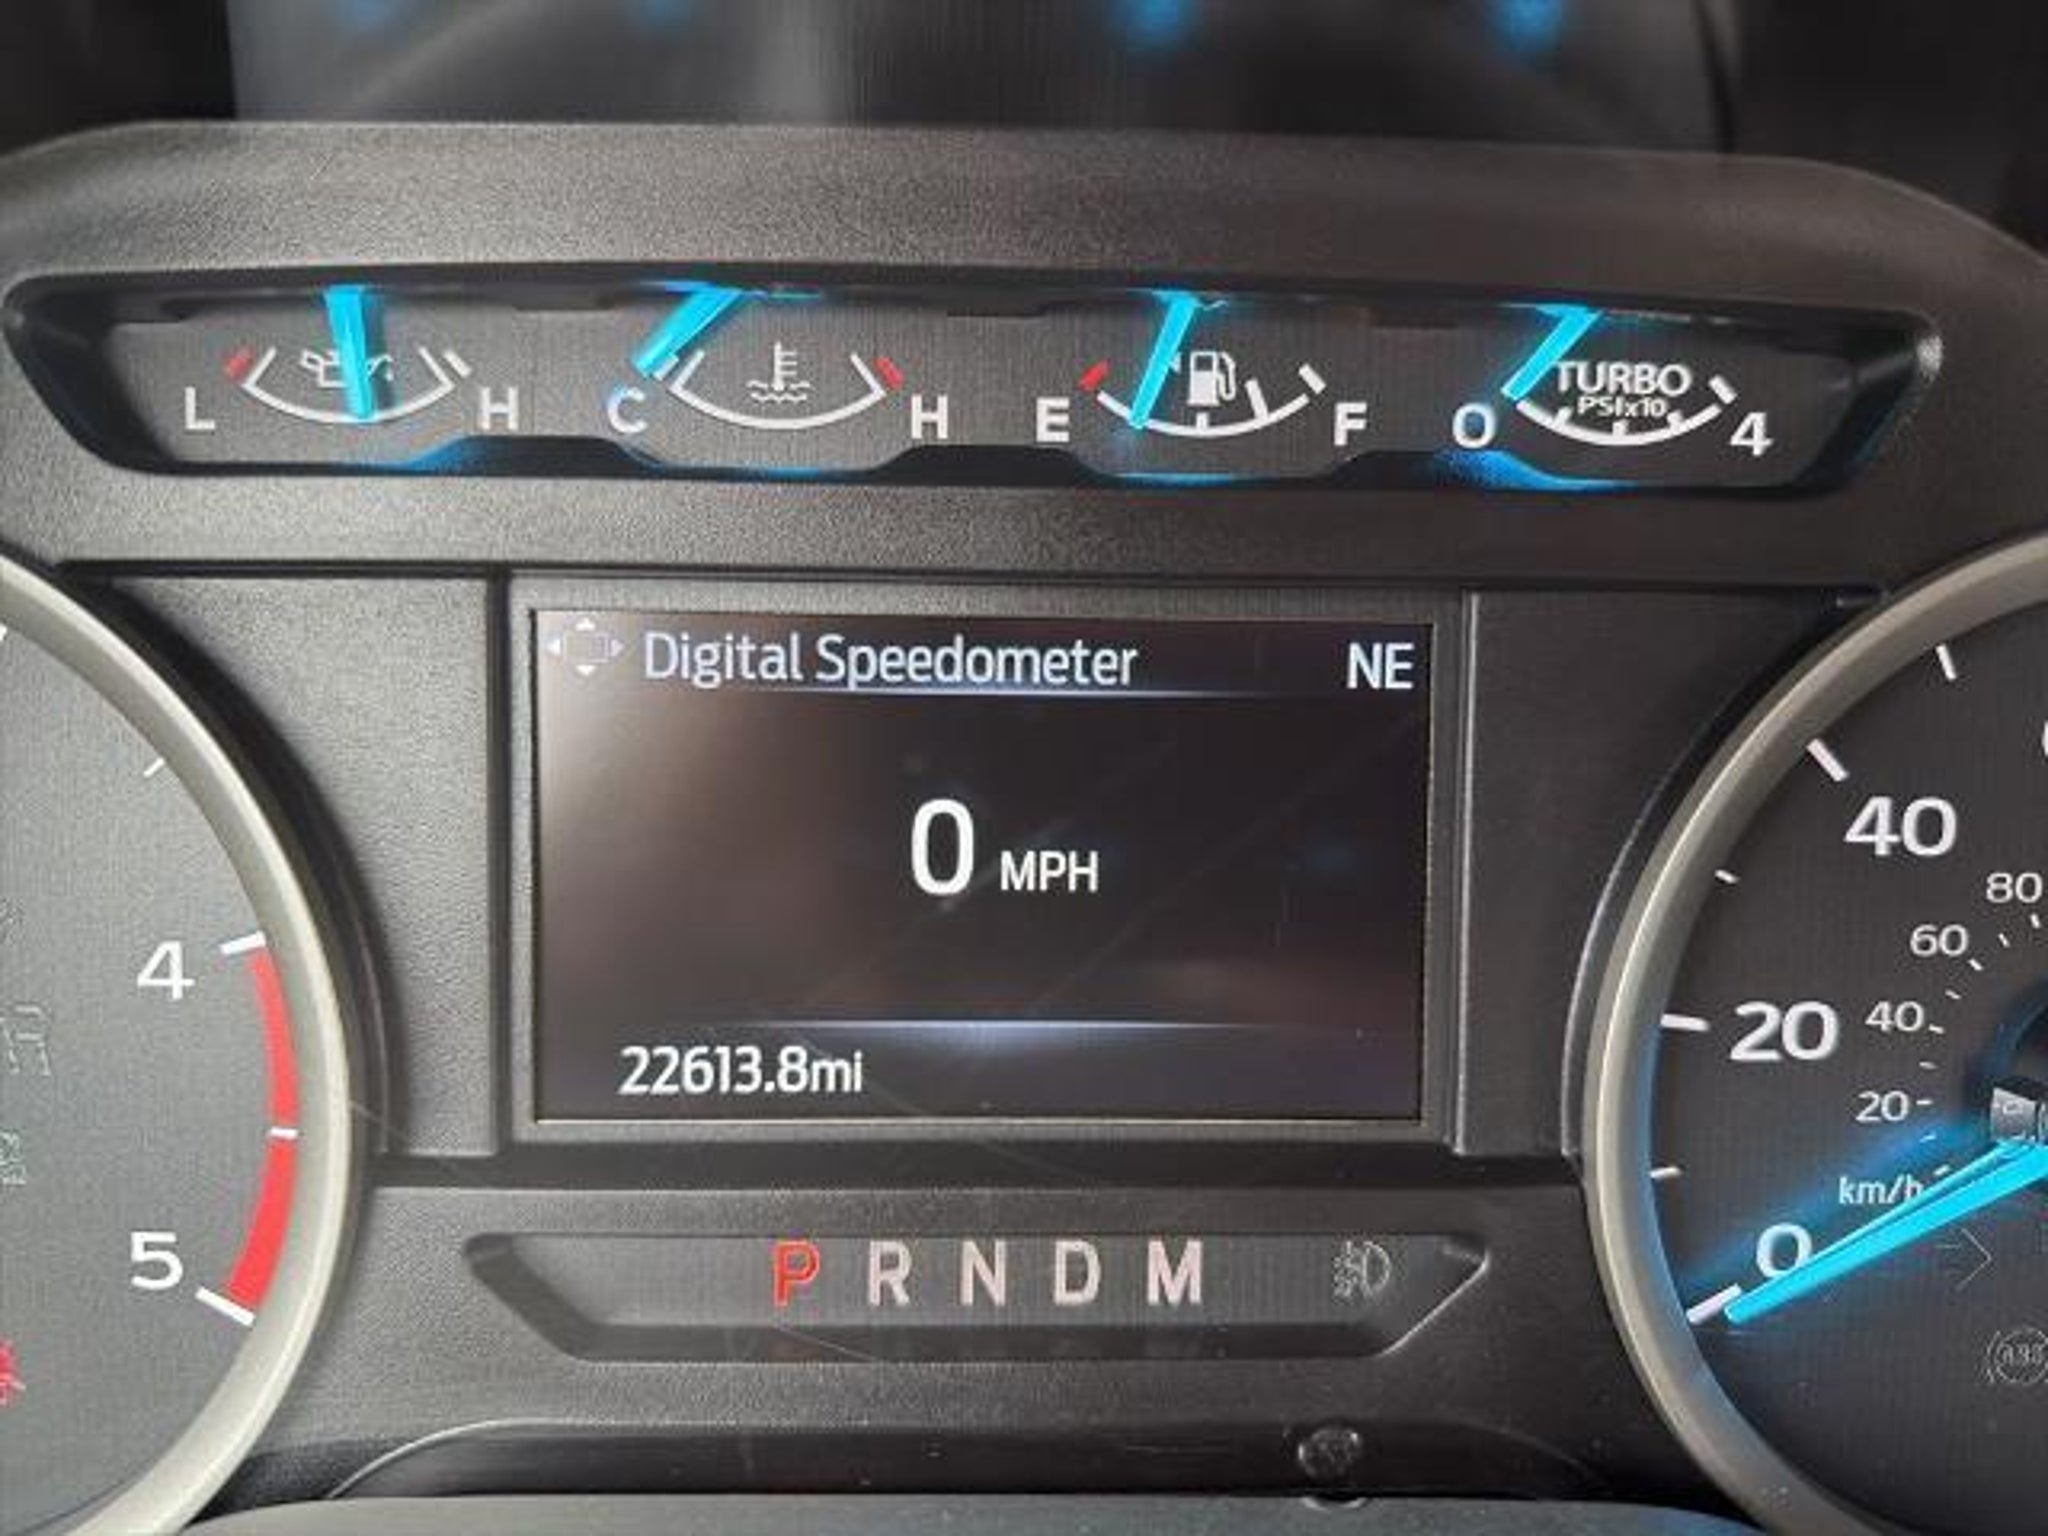 L H C H E F 0 TURBO 4
PSIx10
Digital Speedometer NE
0 MPH
22613.8mi
4
5
40
80
60
20 40
20
km/h
0
P R N D M